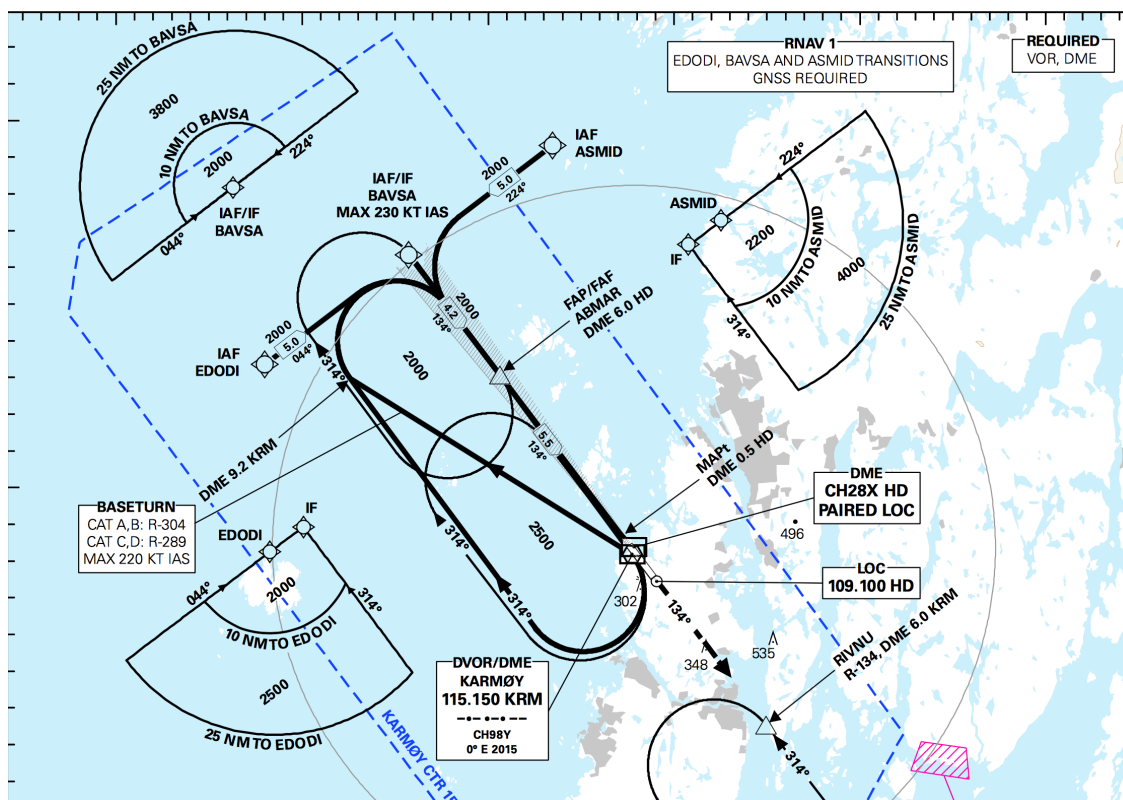 25 NM TO BAVSA
3800
10 NM TO BAVSA
2000
224°
044°
IAF/IF
BAVSA
RNAV 1
EDODI, BAVSA AND ASMID TRANSITIONS
GNSS REQUIRED
REQUIRED
VOR, DME
IAF
ASMID
2000
5.0
224°
IAF/IF
BAVSA
MAX 230 KT IAS
224°
ASMID
IF
2200
10 NM TO ASMID
4000
25 NM TO ASMID
314°
2000
4.2
134°
FAP/FAF
ABMAR
DME 6.0 HD
2000
5.0
044°
IAF
EDODI
314°
2000
5.5
134°
DME 9.2 KRM
MAPt
DME 0.5 HD
BASETURN
CAT A,B: R-304
CAT C,D: R-289
MAX 220 KT IAS
DME
CH28X HD
PAIRED LOC
496
LOC
109.100 HD
EDODI
IF
044°
2000
314°
10 NM TO EDODI
2500
25 NM TO EDODI
314°
2500
314°
302
134°
348
535
RIVNU
R-134, DME 6.0 KRM
DVOR/DME
KARMØY
115.150 KRM
CH98Y
0° E 2015
314°
KARMØY CTR